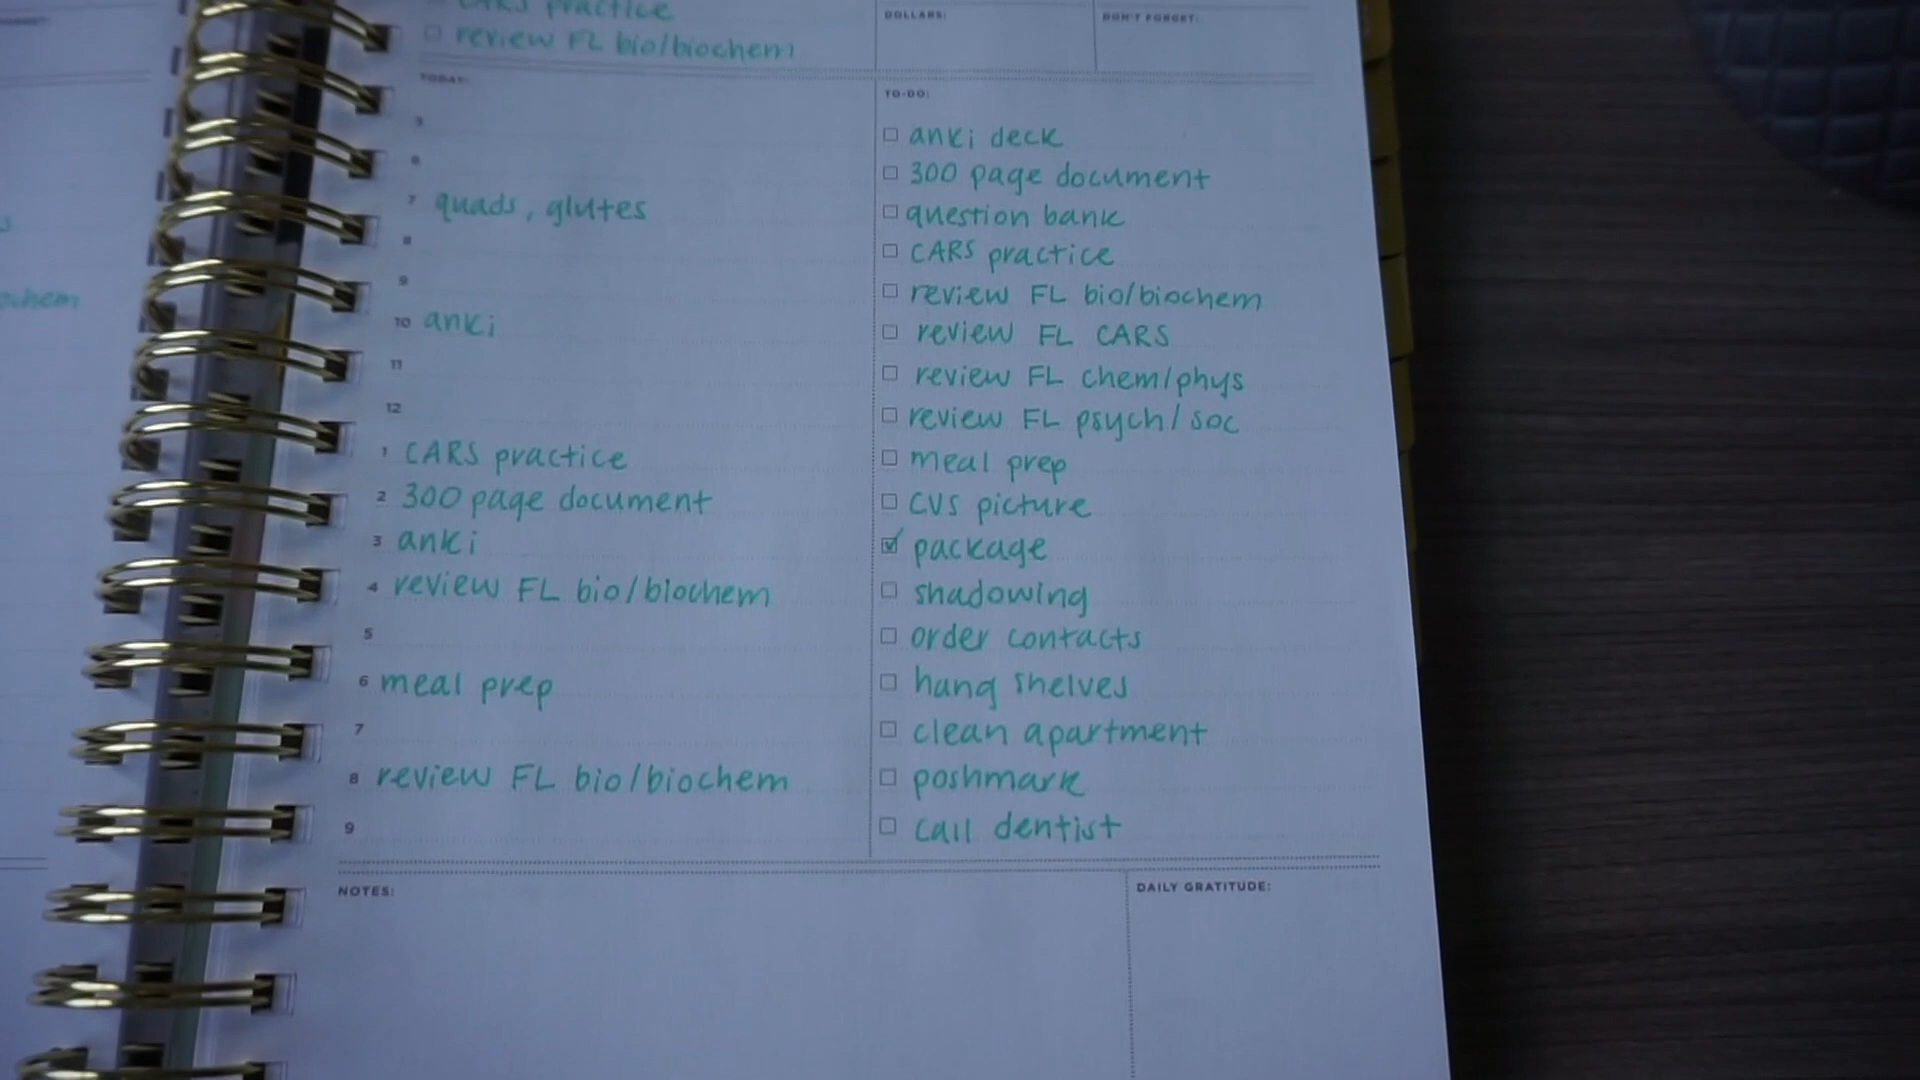 CARS practice
review FL bio/biochem
DOLLARS:
DON'T FORGET:
TODAY:
5
6
7 quads, glutes
8
9
10 anki
11
12
1 CARS practice
2 300 page document
3 anki
4 review FL bio/biochem
5
6 meal prep
7
8 review FL bio/biochem
9
TO-DO:
anki deck
300 page document
question bank
CARS practice
review FL bio/biochem
review FL CARS
review FL chem/phys
review FL psych/soc
meal prep
CVS picture
package
shadowing
order contacts
hang shelves
clean apartment
poshmark
call dentist
NOTES:
DAILY GRATITUDE: